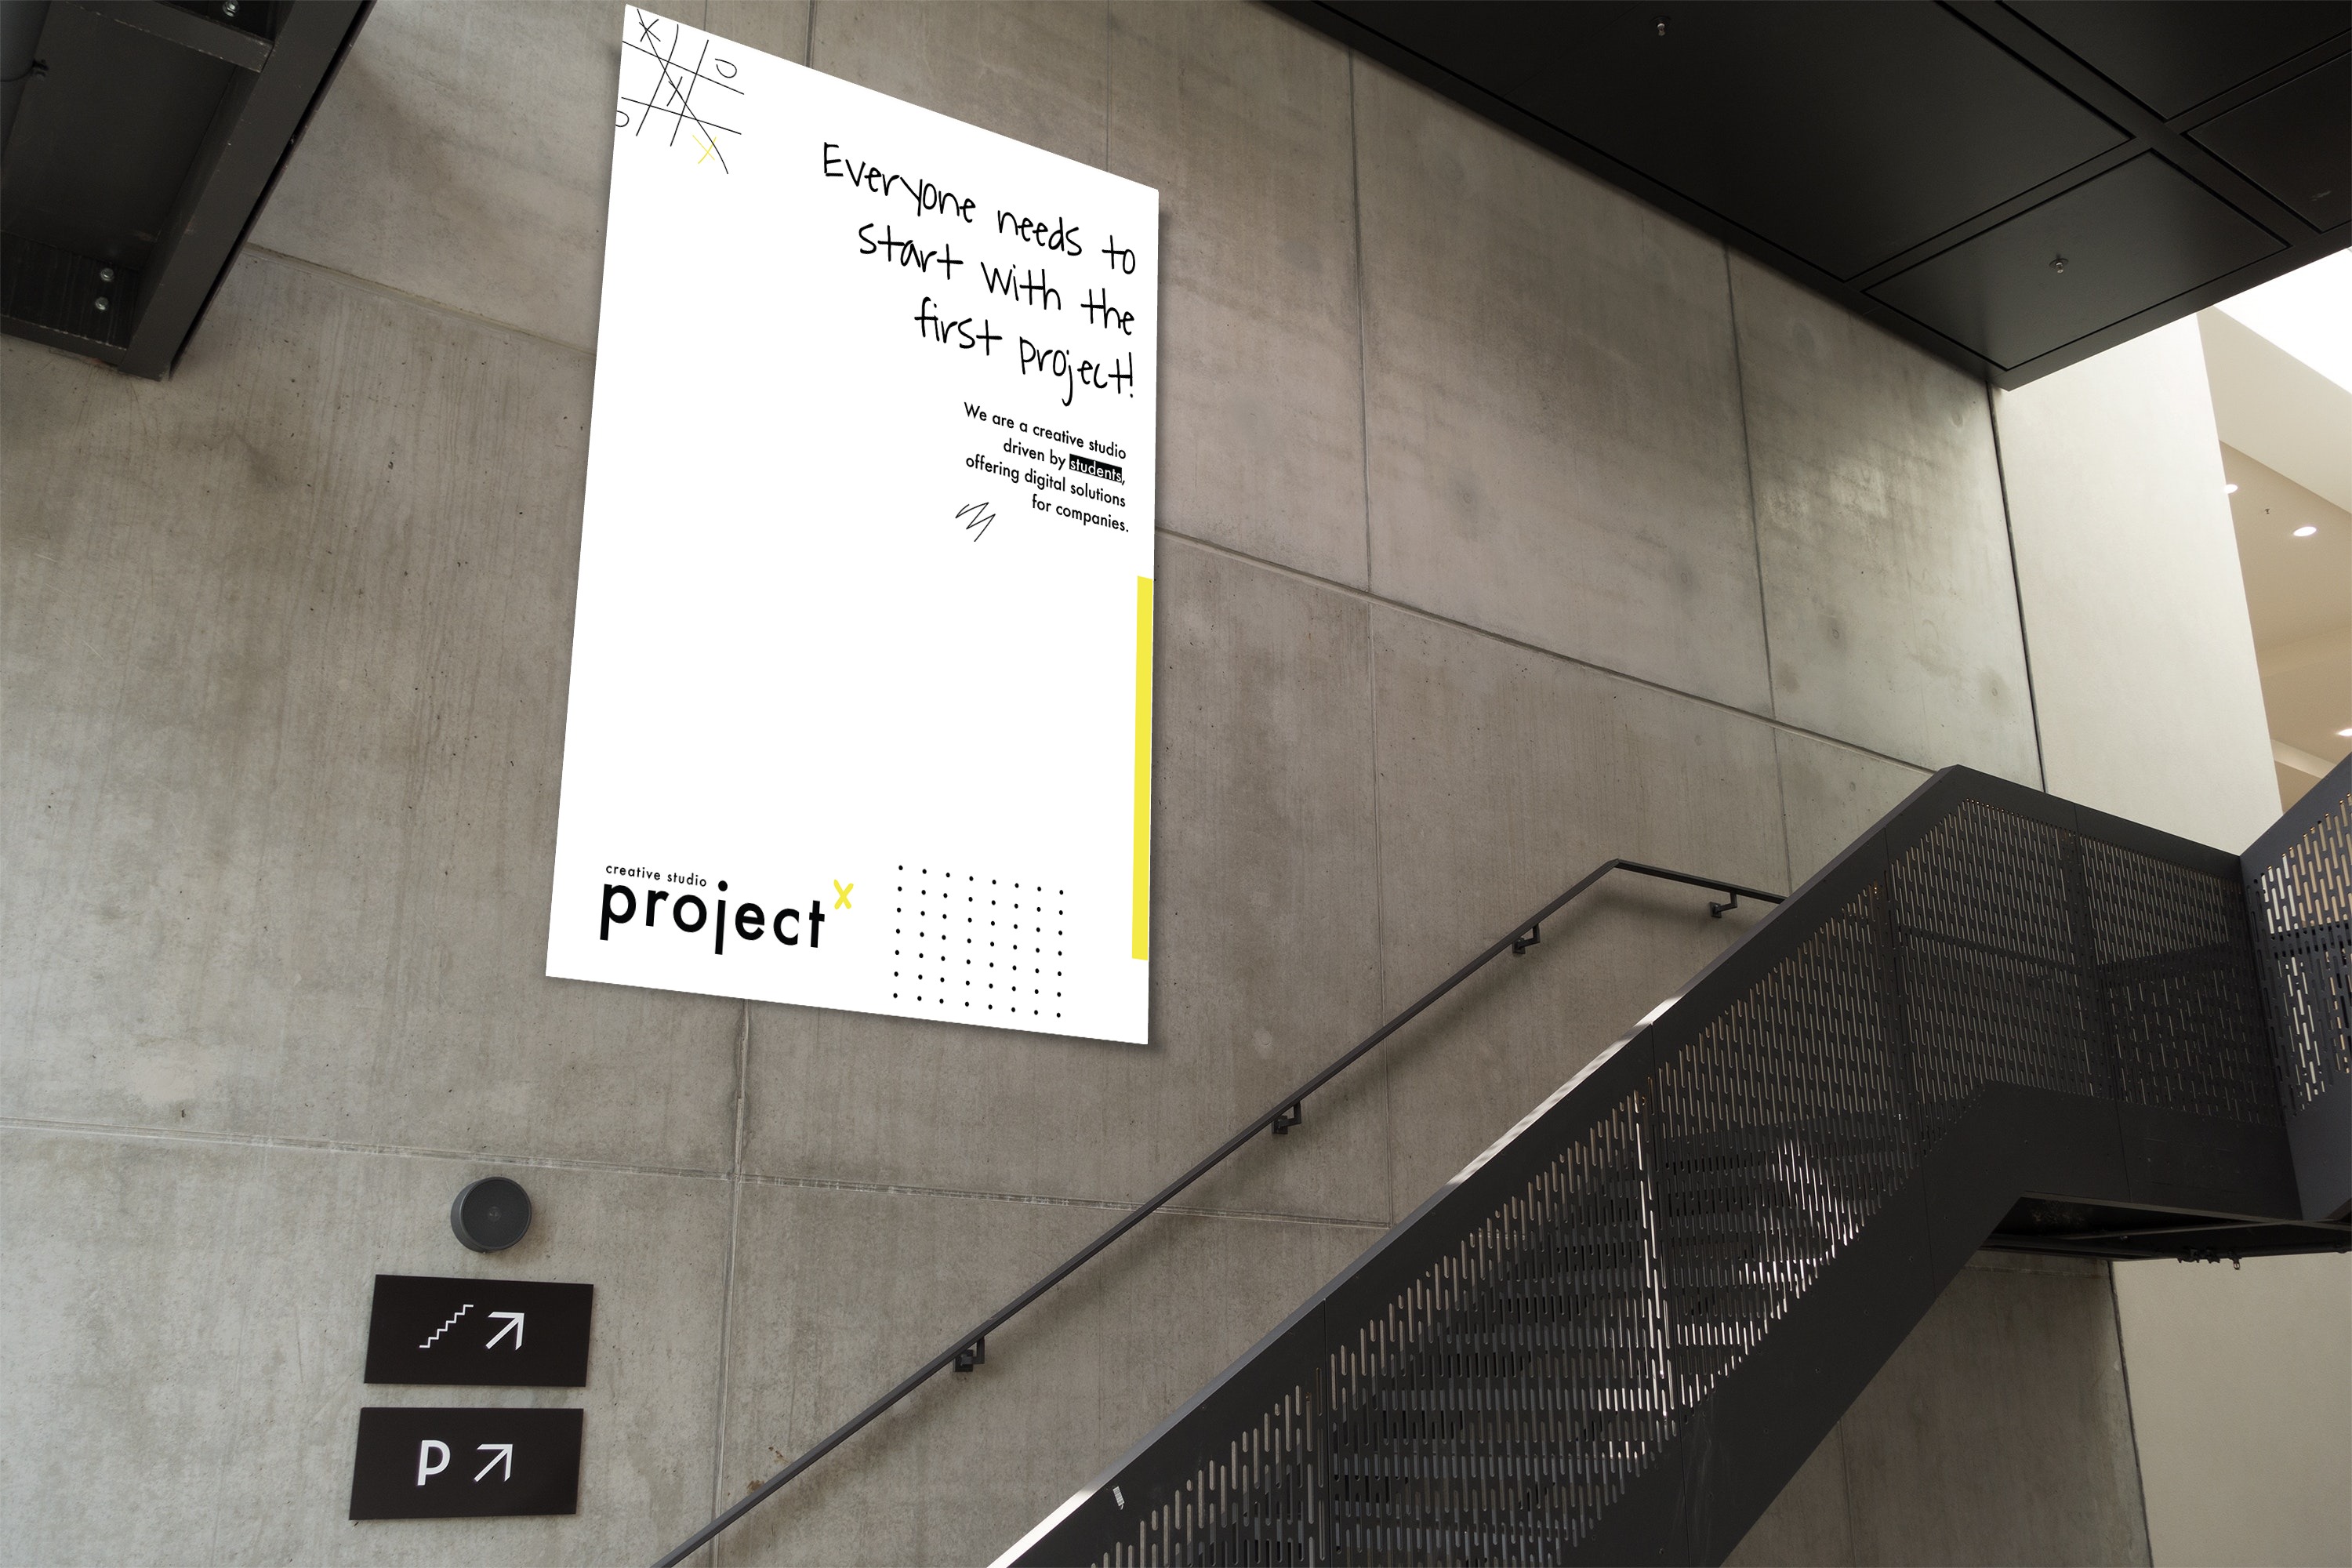 Everyone needs to
start with the
first project!
We are a creative studio
driven by students,
offering digital solutions
for companies.
creative studio
project x
P